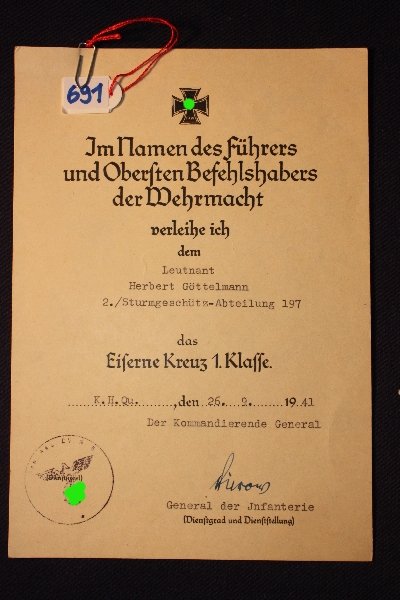 691
Im Namen des Führers
und Obersten Befehlshabers
der Wehrmacht
verleihe ich
dem
Leutnant
Herbert Göttelmann
2./Sturmgeschütz-Abteilung 197
das
Eiserne Kreuz 1. Klasse.
K.H.Qu. ,den 26. 9. 1941
Der Kommandierende General
General der Jnfanterie
(Dienstgrad und Dienststellung)
(Dienstsiegel)